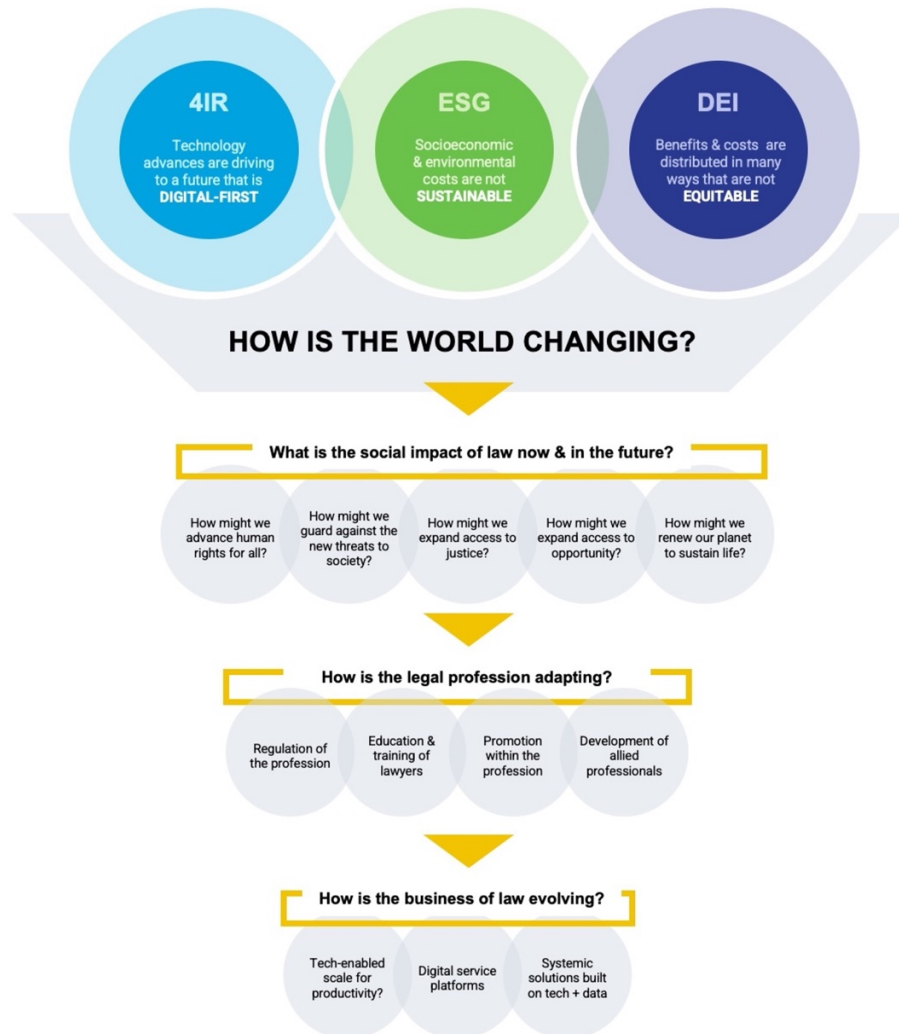 4IR
Technology
advances are driving
to a future that is
DIGITAL-FIRST
ESG
Socioeconomic
& environmental
costs are not
SUSTAINABLE
DEI
Benefits & costs are
distributed in many
ways that are not
EQUITABLE
HOW IS THE WORLD CHANGING?
What is the social impact of law now & in the future?
How might we
advance human
rights for all?
How might we
guard against the
new threats to
society?
How might we
expand access to
justice?
How might we
expand access to
opportunity?
How might we
renew our planet
to sustain life?
How is the legal profession adapting?
Regulation of
the profession
Education &
training of
lawyers
Promotion
within the
profession
Development of
allied
professionals
How is the business of law evolving?
Tech-enabled
scale for
productivity?
Digital service
platforms
Systemic
solutions built
on tech + data